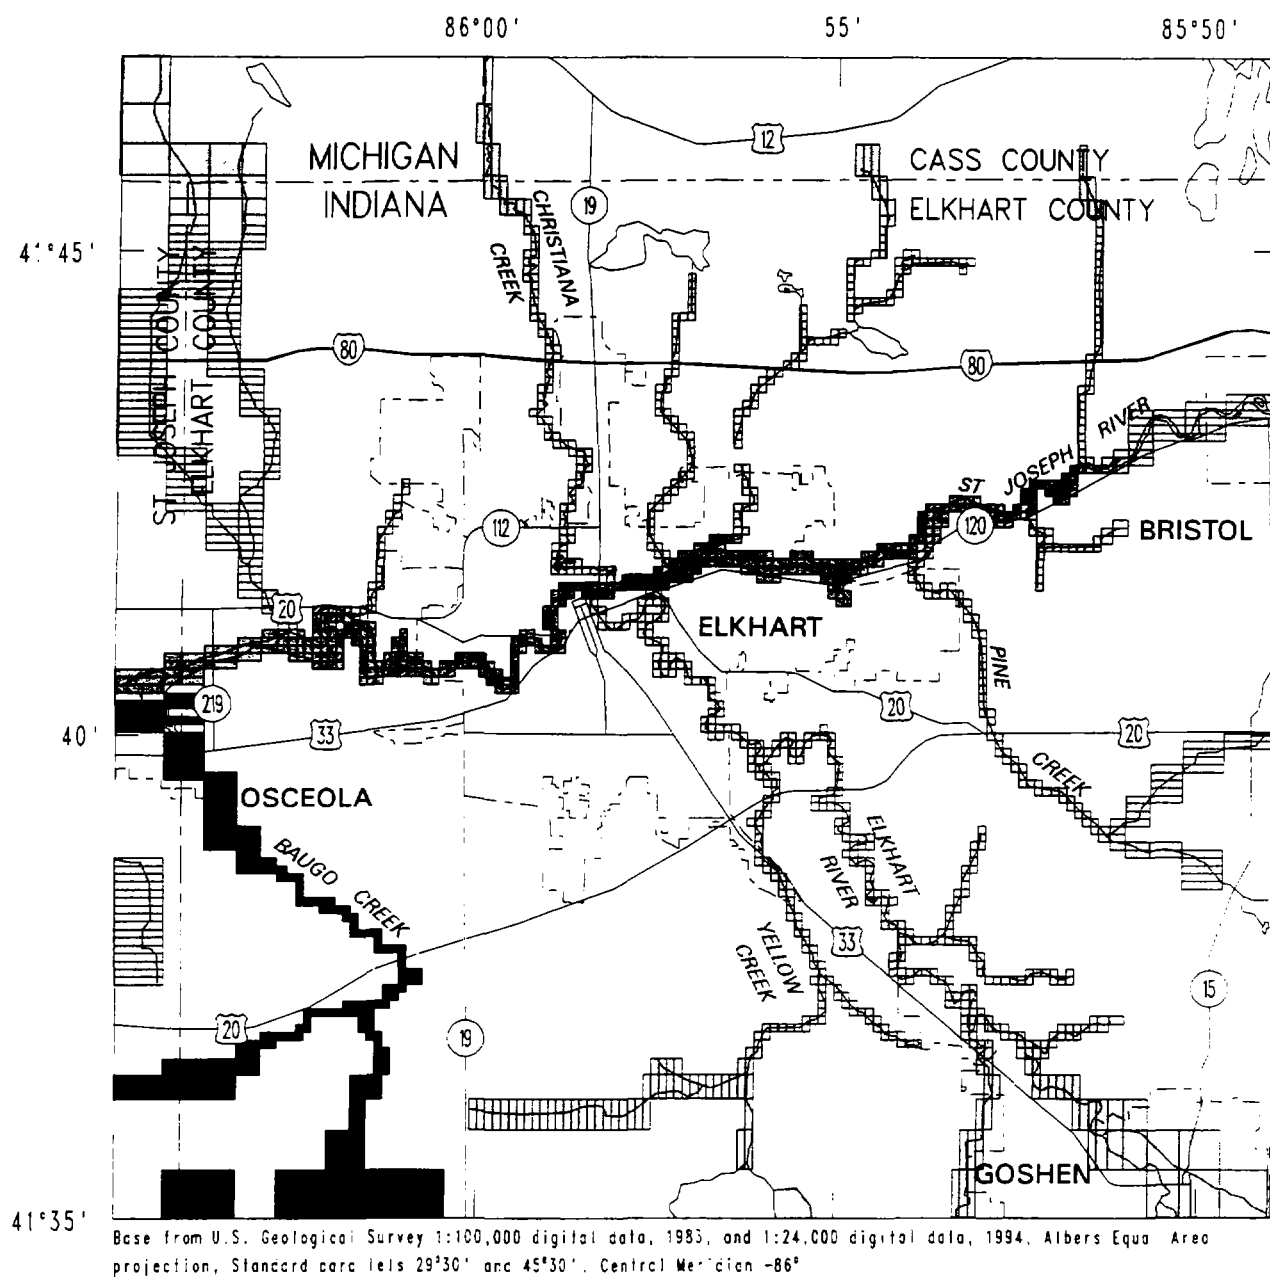 86°00' 55' 85°50'
12
MICHIGAN
INDIANA
CASS COUNTY
ELKHART COUNTY
19
CHRISTIANA
CREEK
41°45'
ST JOSEPH COUNTY
ELKHART COUNTY
80
80
ST JOSEPH RIVER
112
120
BRISTOL
20
ELKHART
PINE
CREEK
219
33
20
20
40'
OSCEOLA
BAUGO CREEK
ELKHART
RIVER
YELLOW
CREEK
33
15
20
19
GOSHEN
41°35'
Base from U.S. Geological Survey 1:100,000 digital data, 1983, and 1:24,000 digital data, 1994, Albers Equal Area
projection, Standard parallels 29°30' and 45°30', Central Meridian -86°